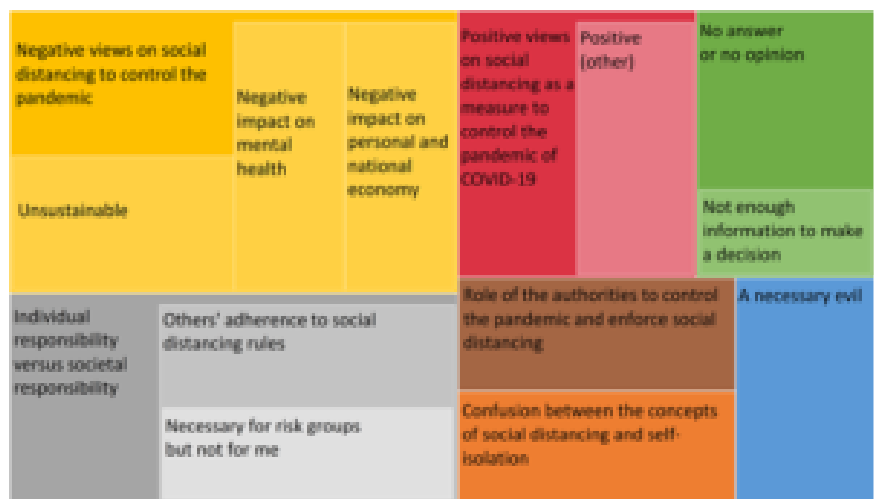 Negative views on social
distancing to control the
pandemic
Unsustainable
Negative
impact on
mental
health
Negative
impact on
personal and
national
economy
Positive views
on social
distancing as a
measure to
control the
pandemic of
COVID-19
Positive
(other)
No answer
or no opinion
Not enough
information to make
a decision
Individual
responsibility
versus societal
responsibility
Others' adherence to social
distancing rules
Necessary for risk groups
but not for me
Role of the authorities to control
the pandemic and enforce social
distancing
Confusion between the concepts
of social distancing and self-
isolation
A necessary evil